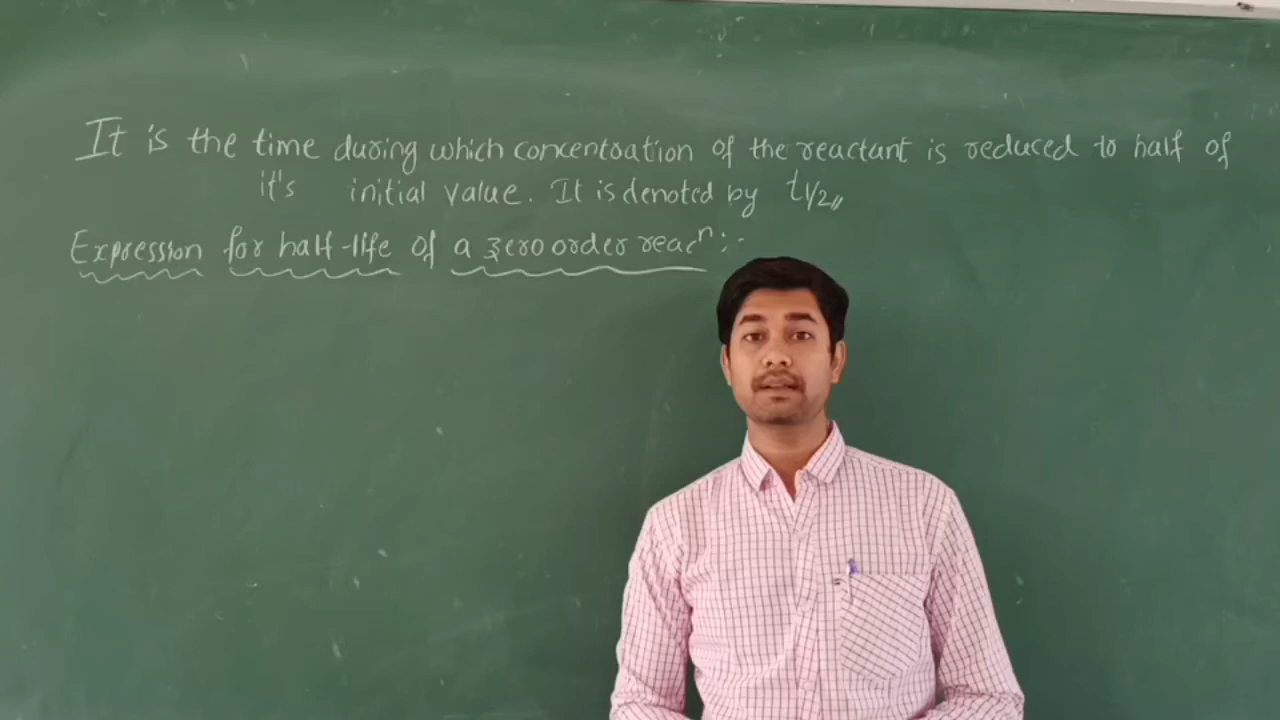 It is the time during which concentration of the reactant is reduced to half of
it's initial value. It is denoted by t1/2,,
Expression for half-life of a zero order reacⁿ:-